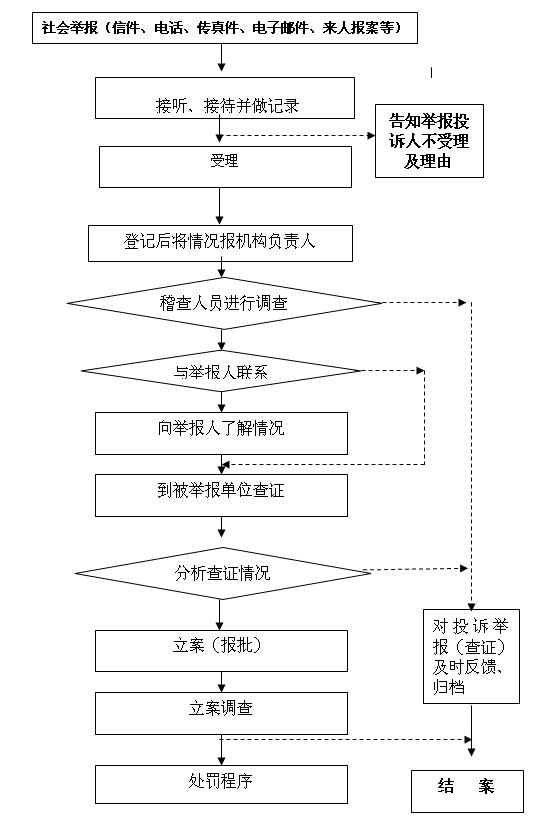 社会举报（信件、电话、传真件、电子邮件、来人报案等）
接听、接待并做记录
告知举报投
诉人不受理
及理由
受理
登记后将情况报机构负责人
稽查人员进行调查
与举报人联系
向举报人了解情况
到被举报单位查证
分析查证情况
对投诉举
报（查证）
及时反馈、
归档
立案（报批）
立案调查
处罚程序
结 案